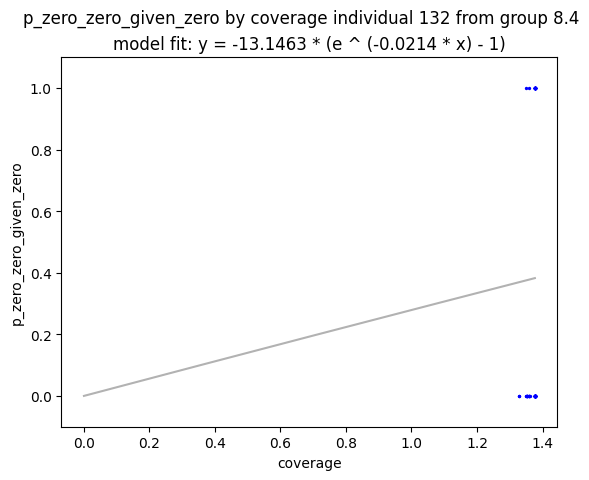 p_zero_zero_given_zero by coverage individual 132 from group 8.4
model fit: y = -13.1463 * (e ^ (-0.0214 * x) - 1)
p_zero_zero_given_zero
1.0
0.8
0.6
0.4
0.2
0.0
0.0 0.2 0.4 0.6 0.8 1.0 1.2 1.4
coverage